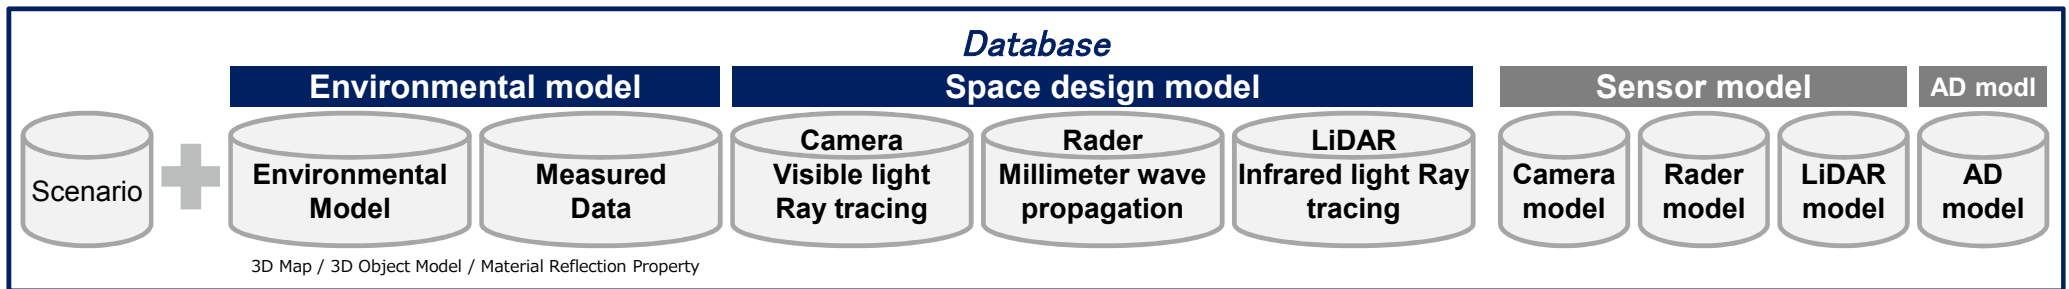 Database
Environmental model
Space design model
Sensor model
AD modl
Scenario
Environmental
Model
Measured
Data
Camera
Visible light
Ray tracing
Rader
Millimeter wave
propagation
LiDAR
Infrared light Ray
tracing
Camera
model
Rader
model
LiDAR
model
AD
model
3D Map / 3D Object Model / Material Reflection Property